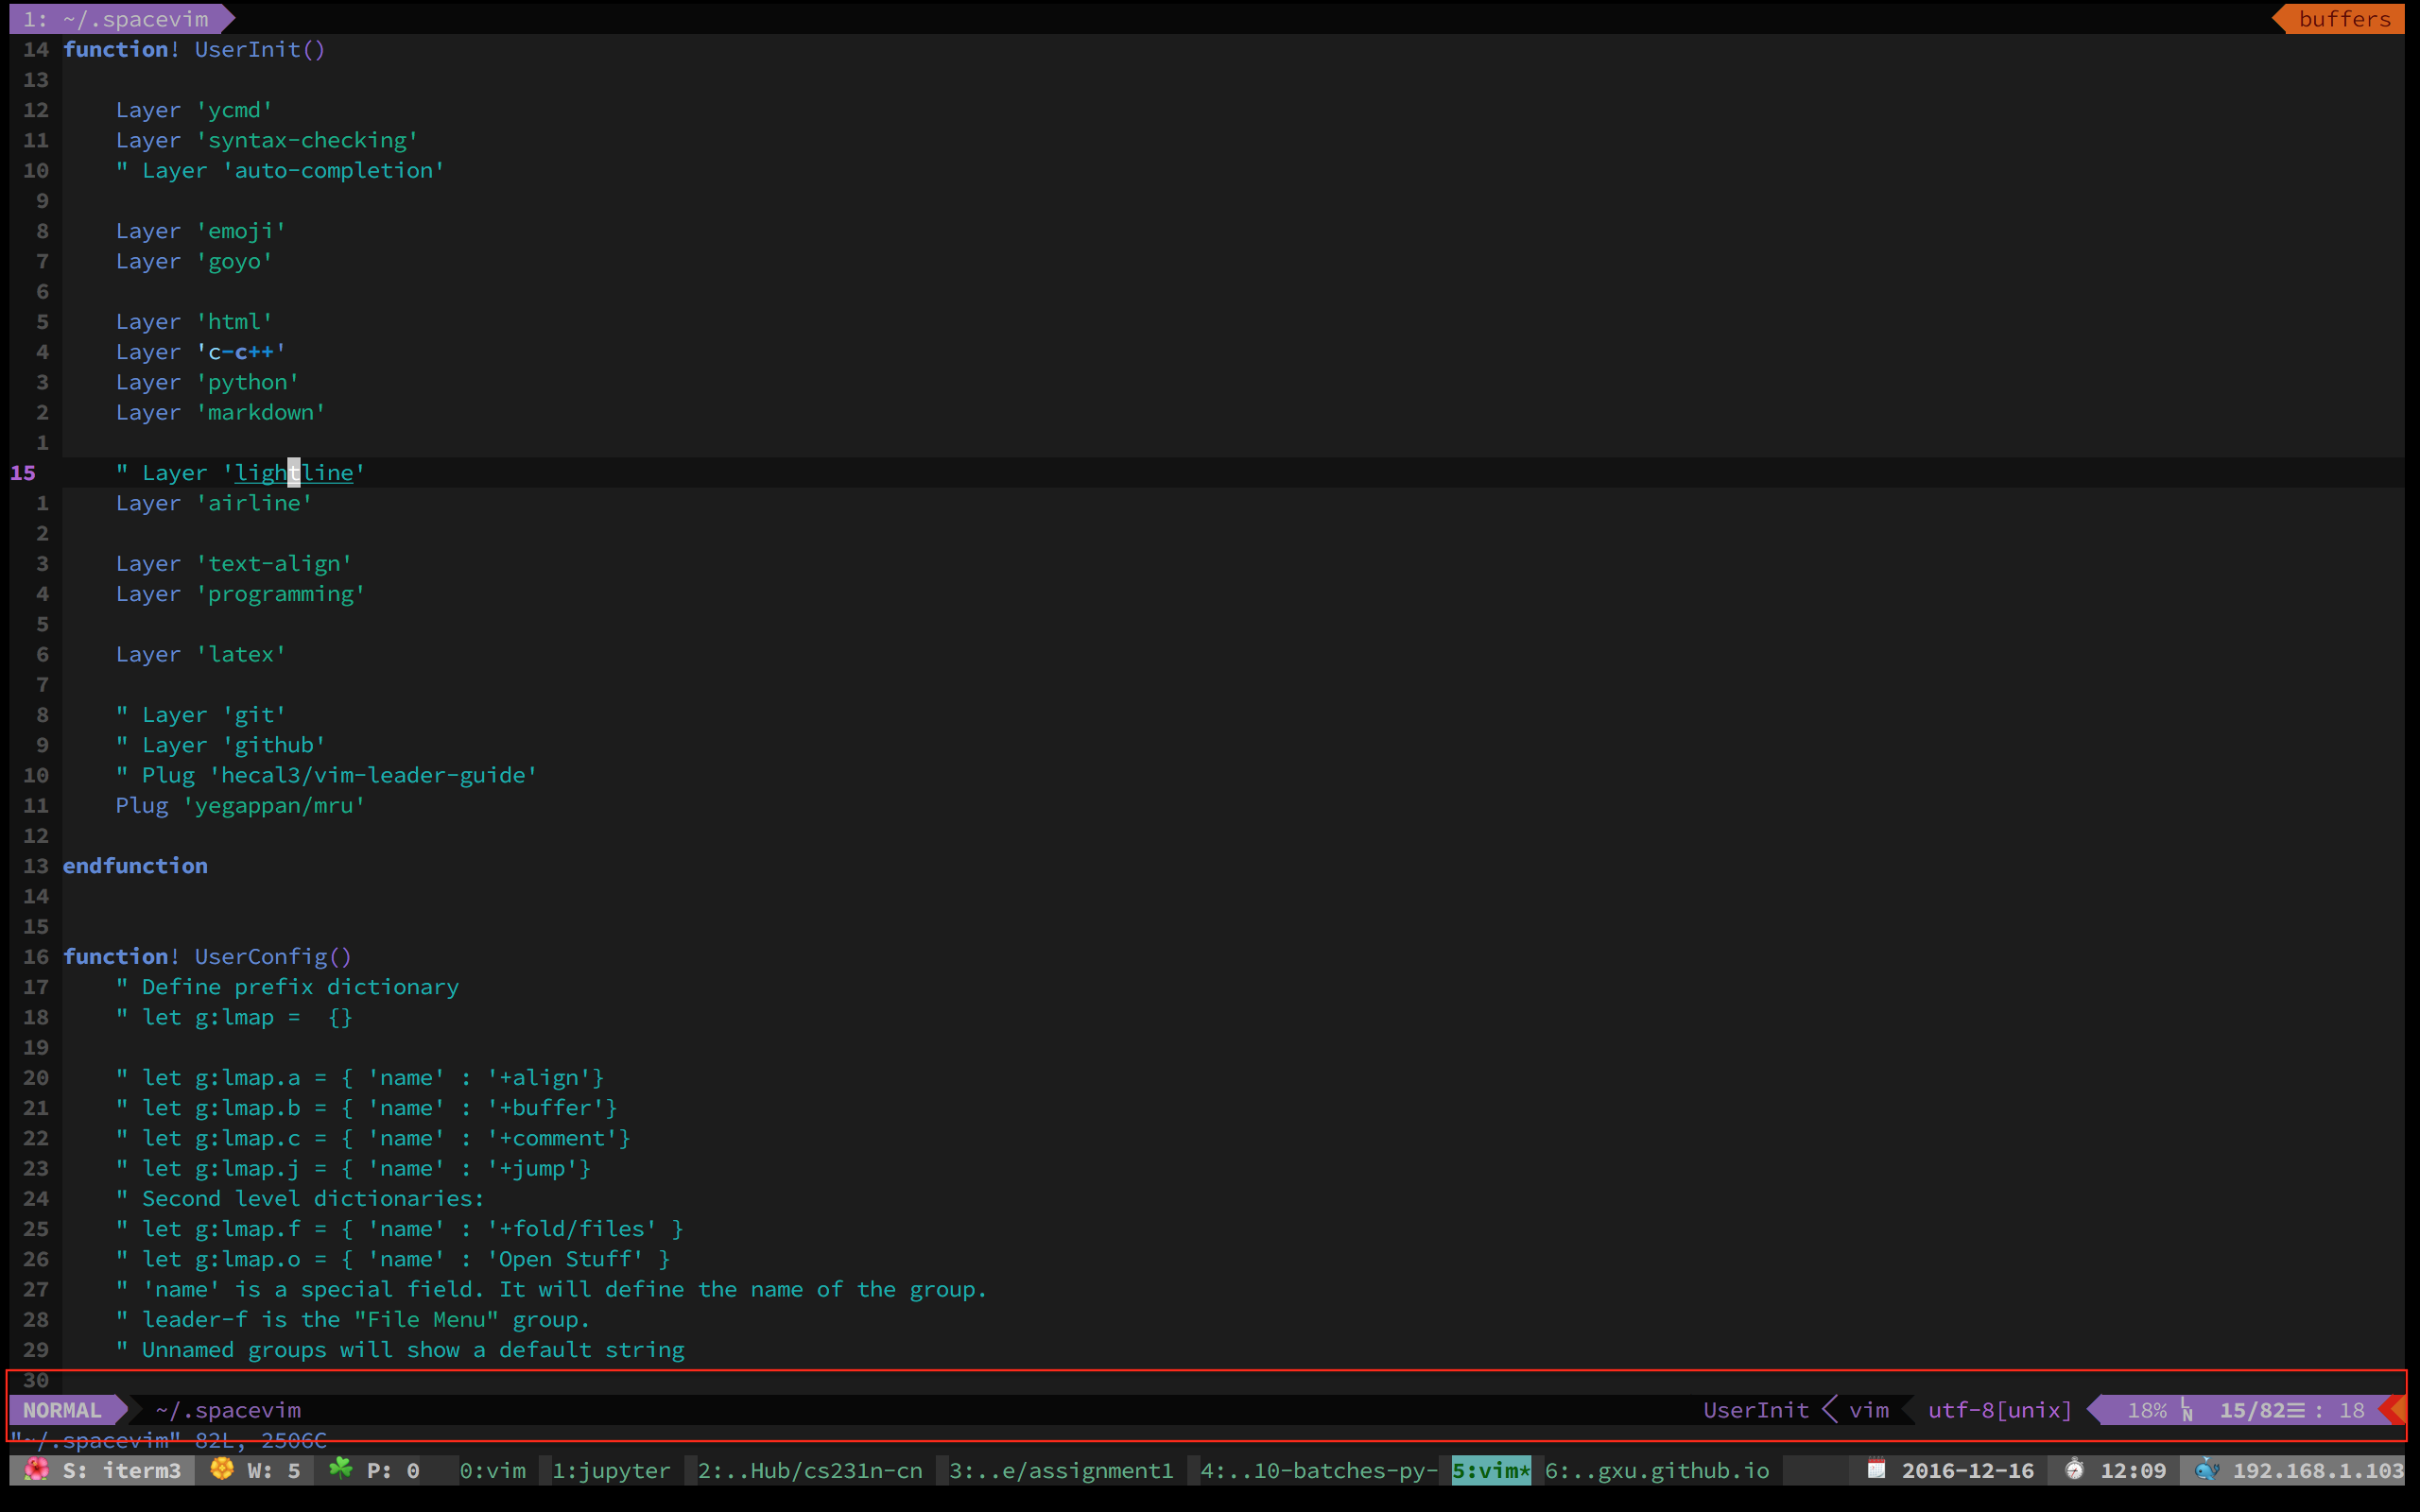 1: ~/.spacevim buffers
14 function! UserInit()
13
12     Layer 'ycmd'
11     Layer 'syntax-checking'
10     " Layer 'auto-completion'
9
8     Layer 'emoji'
7     Layer 'goyo'
6
5     Layer 'html'
4     Layer 'c-c++'
3     Layer 'python'
2     Layer 'markdown'
1
15     " Layer 'lightline'
1     Layer 'airline'
2
3     Layer 'text-align'
4     Layer 'programming'
5
6     Layer 'latex'
7
8     " Layer 'git'
9     " Layer 'github'
10     " Plug 'hecal3/vim-leader-guide'
11     Plug 'yegappan/mru'
12
13 endfunction
14
15
16 function! UserConfig()
17     " Define prefix dictionary
18     " let g:lmap =  {}
19
20     " let g:lmap.a = { 'name' : '+align'}
21     " let g:lmap.b = { 'name' : '+buffer'}
22     " let g:lmap.c = { 'name' : '+comment'}
23     " let g:lmap.j = { 'name' : '+jump'}
24     " Second level dictionaries:
25     " let g:lmap.f = { 'name' : '+fold/files' }
26     " let g:lmap.o = { 'name' : 'Open Stuff' }
27     " 'name' is a special field. It will define the name of the group.
28     " leader-f is the "File Menu" group.
29     " Unnamed groups will show a default string
30
NORMAL ~/.spacevim UserInit vim utf-8[unix] 18% LN 15/82☰ : 18
"~/.spacevim" 82L, 2506C
S: iterm3 W: 5 P: 0 0:vim 1:jupyter 2:..Hub/cs231n-cn 3:..e/assignment1 4:..10-batches-py- 5:vim* 6:..gxu.github.io 2016-12-16 12:09 192.168.1.103